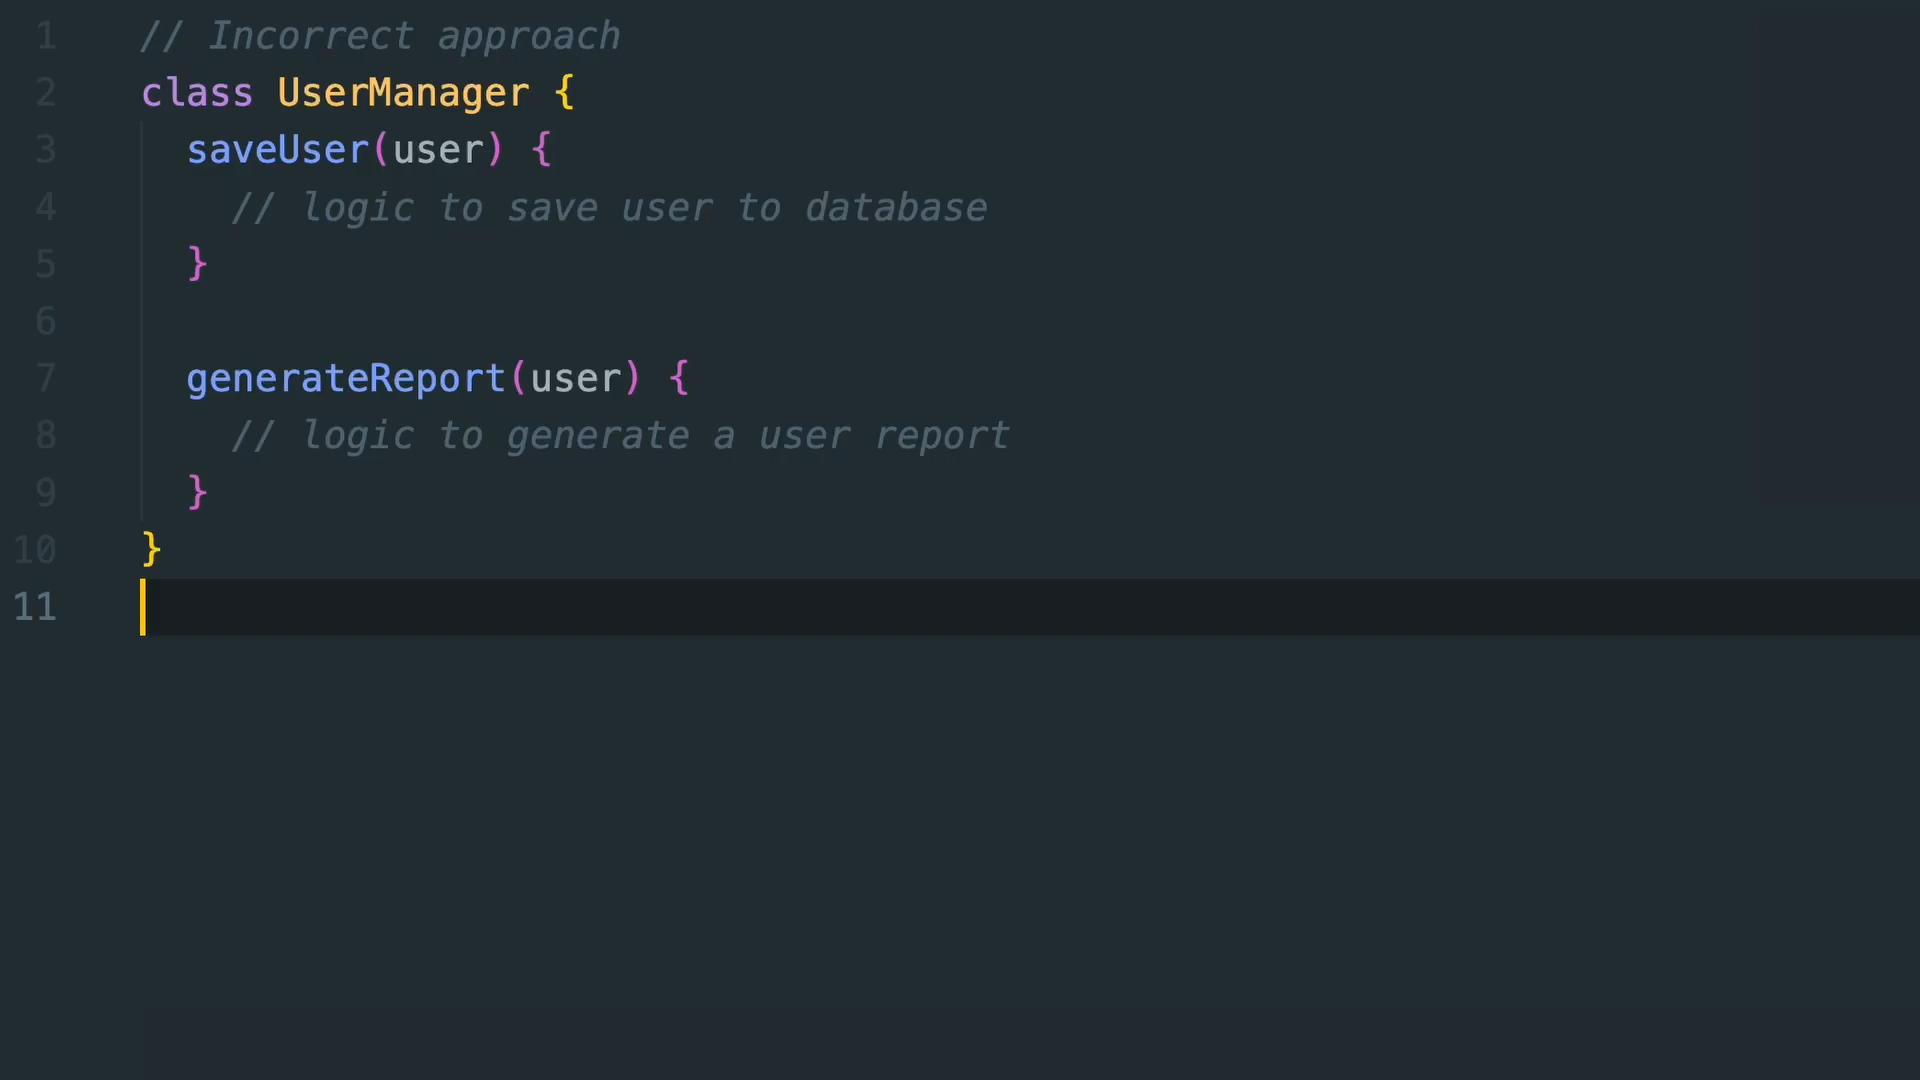 1 // Incorrect approach
2 class UserManager {
3   saveUser(user) {
4     // logic to save user to database
5   }
6
7   generateReport(user) {
8     // logic to generate a user report
9   }
10 }
11